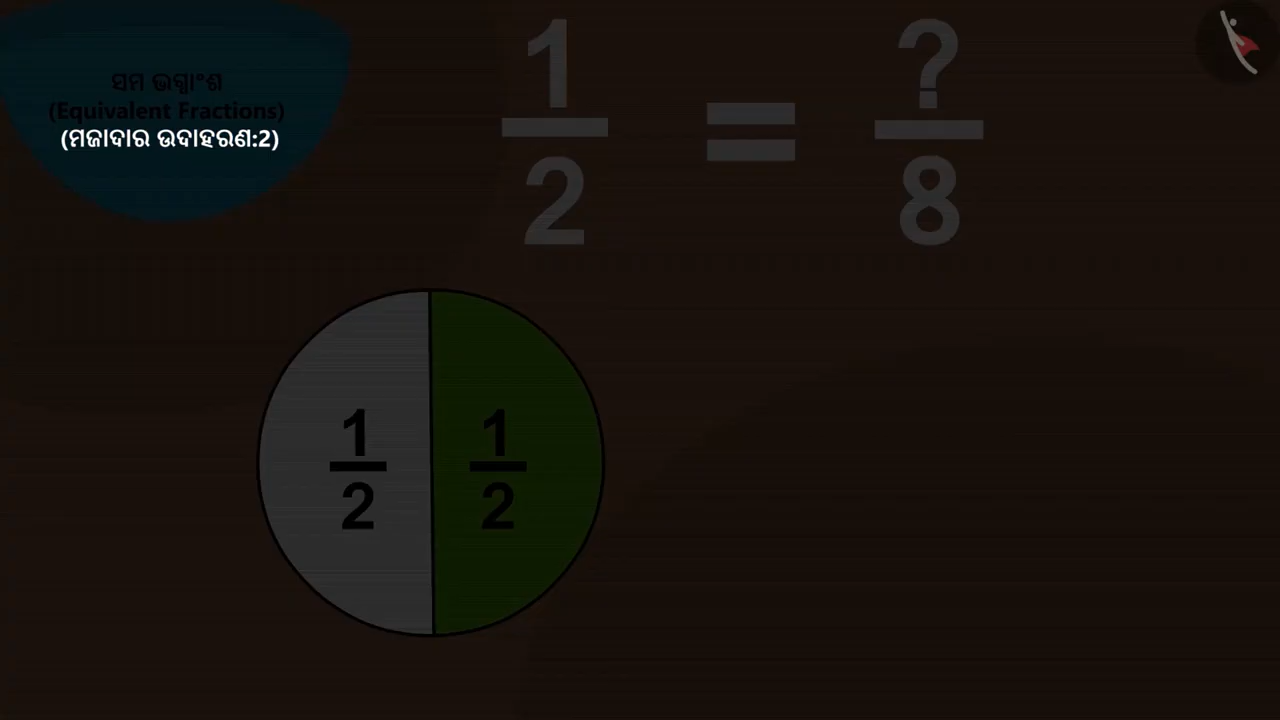 ସମ ଭଗ୍ନାଂଶ
(Equivalent Fractions)
(ମଜାଦାର ଉଦାହରଣ:2)
1/2 = ?/8
1/2 1/2